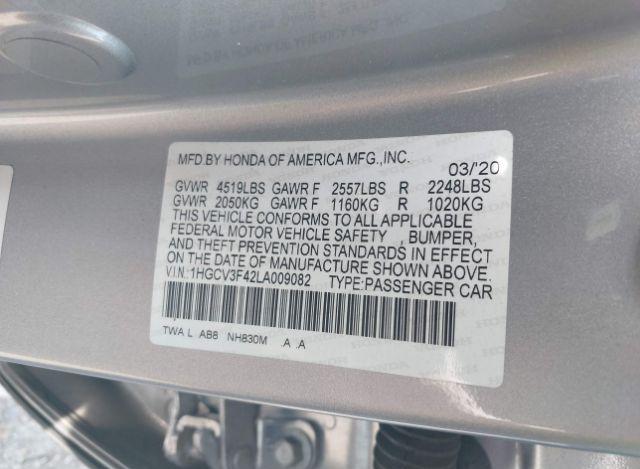 MFD BY HONDA OF AMERICA MFG.,INC. 03/'20
GVWR 4519LBS GAWR F 2557LBS R 2248LBS
GVWR 2050KG GAWR F 1160KG R 1020KG
THIS VEHICLE CONFORMS TO ALL APPLICABLE
FEDERAL MOTOR VEHICLE SAFETY , BUMPER,
AND THEFT PREVENTION STANDARDS IN EFFECT
ON THE DATE OF MANUFACTURE SHOWN ABOVE.
V.I.N.:1HGCV3F42LA009082 TYPE:PASSENGER CAR
TWA L AB8 NH830M .A .A